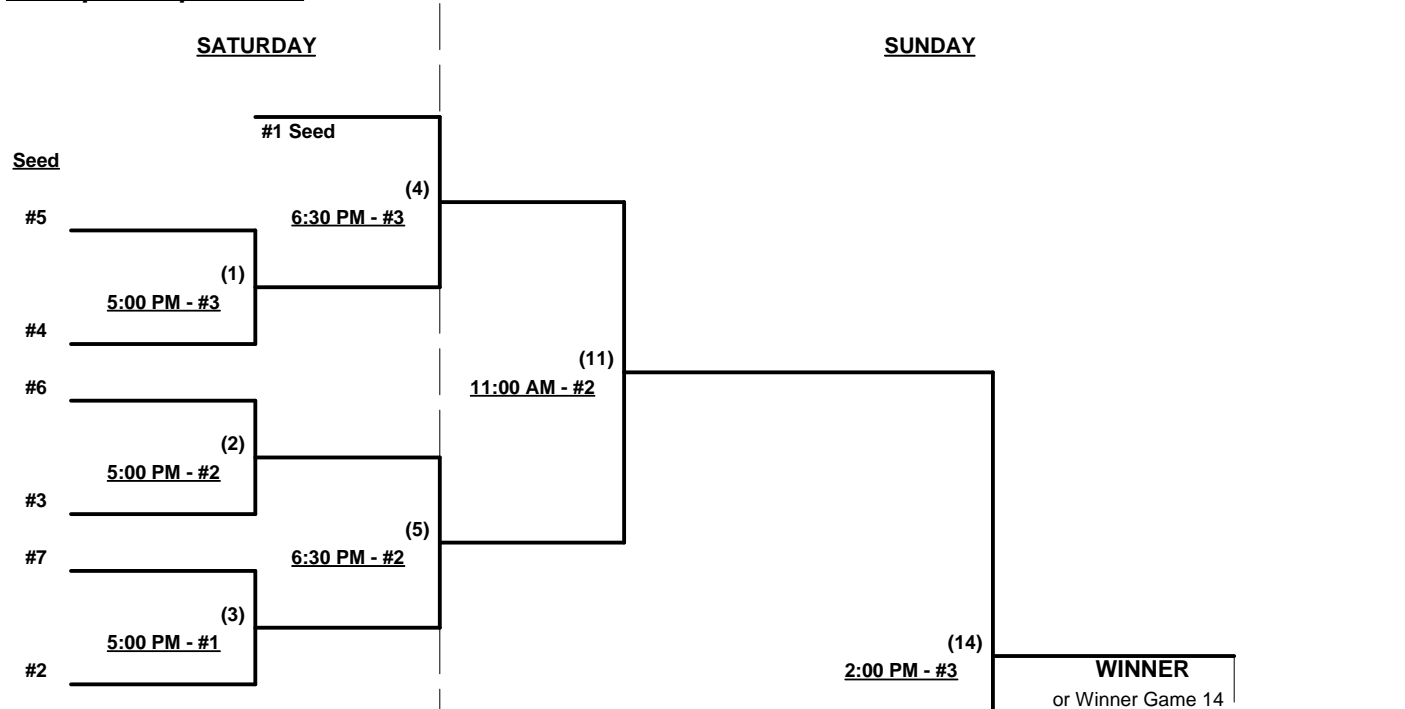 SATURDAY
SUNDAY
#1 Seed
Seed
(4)
#5
6:30 PM - #3
(1)
5:00 PM - #3
#4
(11)
#6
11:00 AM - #2
(2)
5:00 PM - #2
#3
(5)
#7
6:30 PM - #2
(3)
(14)
5:00 PM - #1
#2
2:00 PM - #3
WINNER
or Winner Game 14